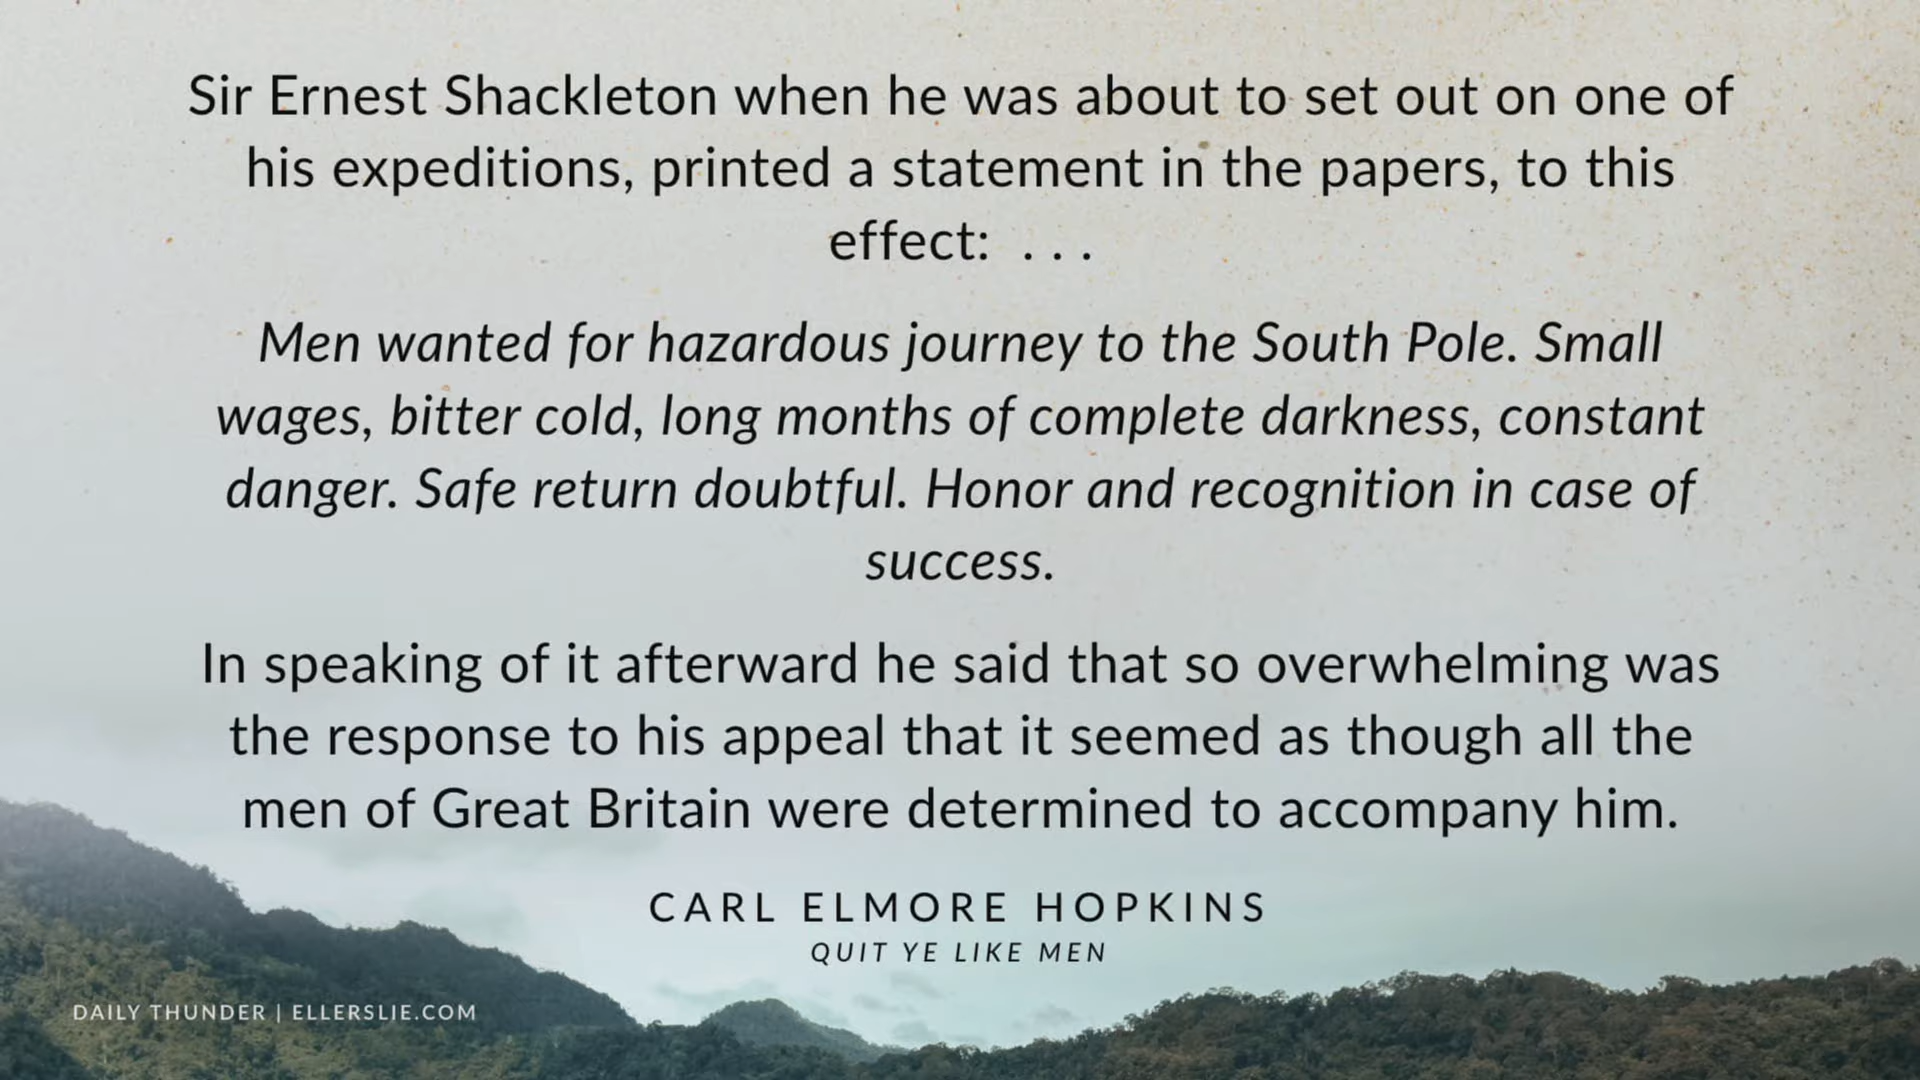 Sir Ernest Shackleton when he was about to set out on one of
his expeditions, printed a statement in the papers, to this
effect:  . . .
Men wanted for hazardous journey to the South Pole. Small
wages, bitter cold, long months of complete darkness, constant
danger. Safe return doubtful. Honor and recognition in case of
success.
In speaking of it afterward he said that so overwhelming was
the response to his appeal that it seemed as though all the
men of Great Britain were determined to accompany him.
CARL ELMORE HOPKINS
QUIT YE LIKE MEN
DAILY THUNDER | ELLERSLIE.COM